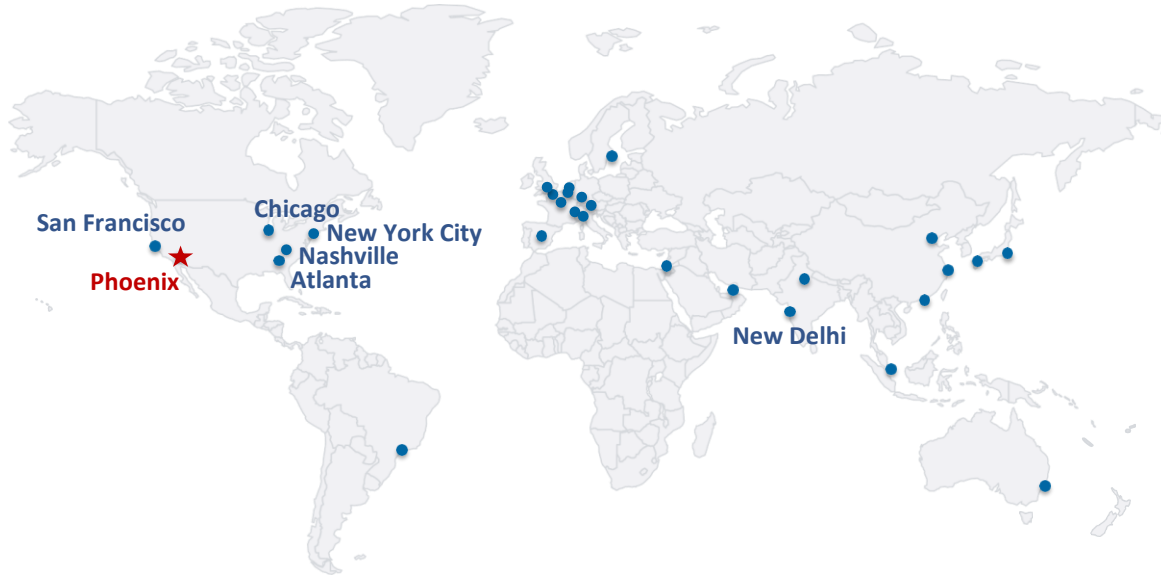 San Francisco
Chicago
New York City
Nashville
Atlanta
Phoenix
New Delhi